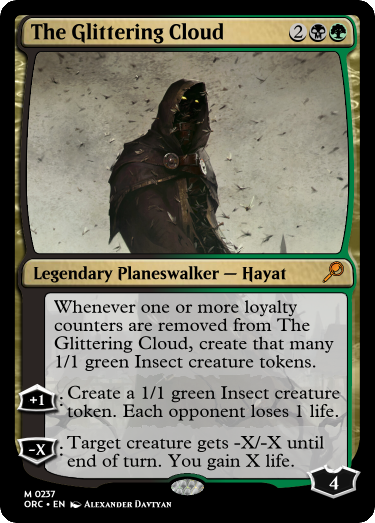 The Glittering Cloud 2
Legendary Planeswalker — Hayat
Whenever one or more loyalty
counters are removed from The
Glittering Cloud, create that many
1/1 green Insect creature tokens.
+1: Create a 1/1 green Insect creature
token. Each opponent loses 1 life.
-X: Target creature gets -X/-X until
end of turn. You gain X life.
4
M 0237
ORC • EN Alexander Davtyan